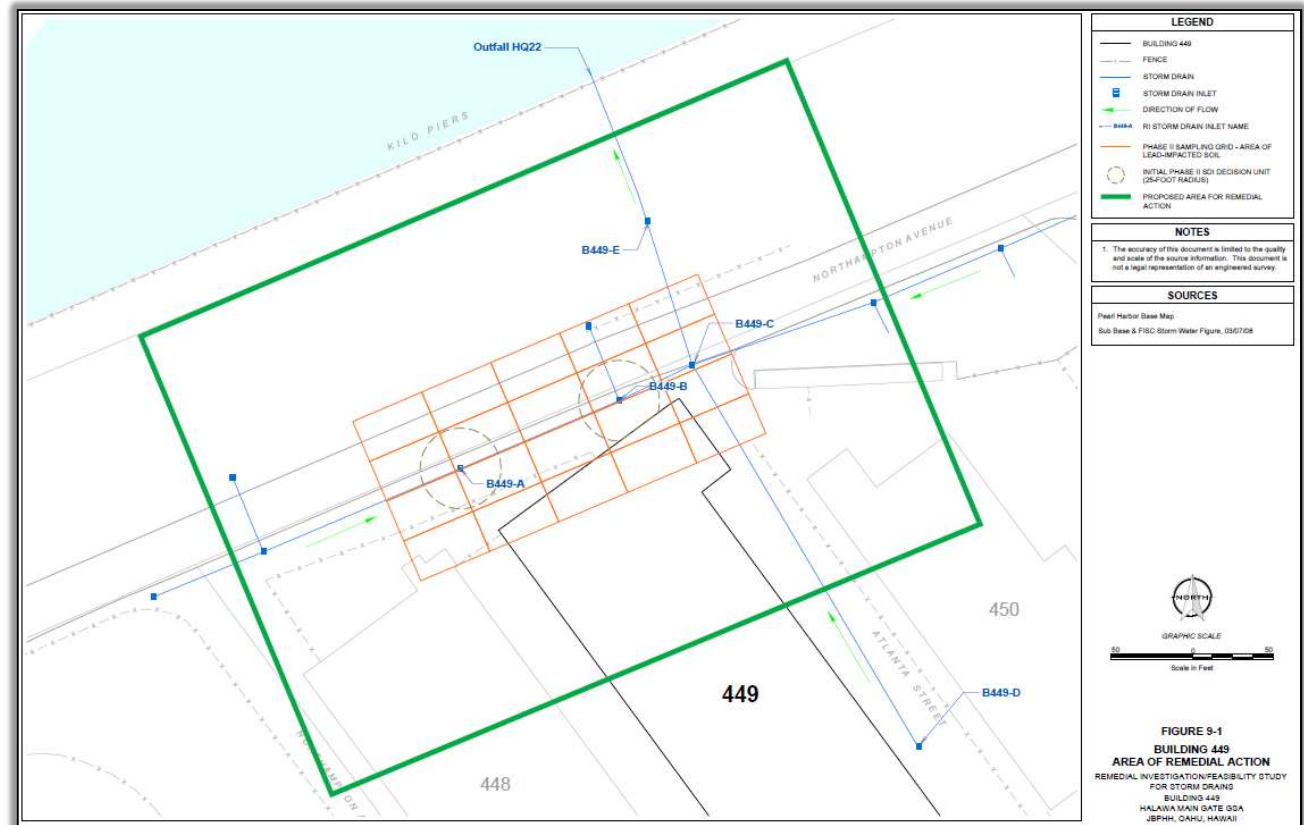 Outfall HQ22
KILO PIERS
B449-E
NORTHAMPTON AVENUE
B449-C
B449-B
B449-A
450
ATLANTA STREET
449
B449-D
448
LEGEND
BUILDING 449
FENCE
STORM DRAIN
STORM DRAIN INLET
DIRECTION OF FLOW
B449-A
RI STORM DRAIN INLET NAME
PHASE II SAMPLING GRID - AREA OF
LEAD-IMPACTED SOIL
INITIAL PHASE II SDI DECISION UNIT
(25-FOOT RADIUS)
PROPOSED AREA FOR REMEDIAL
ACTION
NOTES
1. The accuracy of this document is limited to the quality
and scale of the source information. This document is
not a legal representation of an engineered survey.
SOURCES
Pearl Harbor Base Map
Sub Base & FISC Storm Water Figure, 03/07/08
NORTH
GRAPHIC SCALE
50 0 50
Scale in Feet
FIGURE 9-1
BUILDING 449
AREA OF REMEDIAL ACTION
REMEDIAL INVESTIGATION/FEASIBILITY STUDY
FOR STORM DRAINS
BUILDING 449
HALAWA MAIN GATE GSA
JBPHH, OAHU, HAWAII